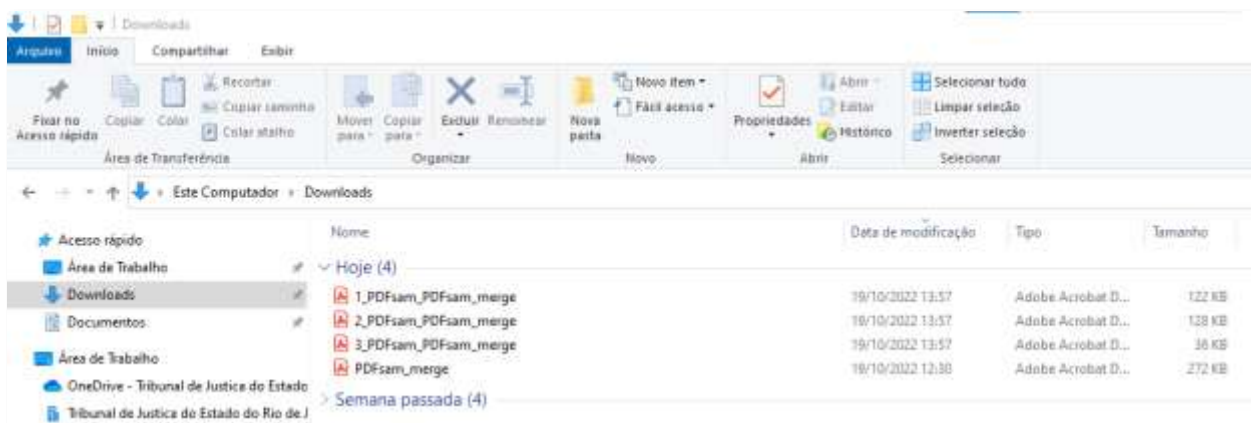 Downloads
Arquivo Início Compartilhar Exibir
Fixar no
Acesso rápido
Copiar
Colar
Recortar
Copiar caminho
Colar atalho
Área de Transferência
Mover
para
Copiar
para
Excluir
Renomear
Organizar
Nova
pasta
Novo item
Fácil acesso
Novo
Propriedades
Abrir
Editar
Histórico
Abrir
Selecionar tudo
Limpar seleção
Inverter seleção
Selecionar
Este Computador Downloads
Acesso rápido
Área de Trabalho
Downloads
Documentos
Área de Trabalho
OneDrive - Tribunal de Justica do Estado
Tribunal de Justica do Estado do Rio de J
Nome Data de modificação Tipo Tamanho
Hoje (4)
1_PDFsam_PDFsam_merge 19/10/2022 13:57 Adobe Acrobat D... 122 KB
2_PDFsam_PDFsam_merge 19/10/2022 13:57 Adobe Acrobat D... 128 KB
3_PDFsam_PDFsam_merge 19/10/2022 13:57 Adobe Acrobat D... 36 KB
PDFsam_merge 19/10/2022 12:30 Adobe Acrobat D... 272 KB
Semana passada (4)